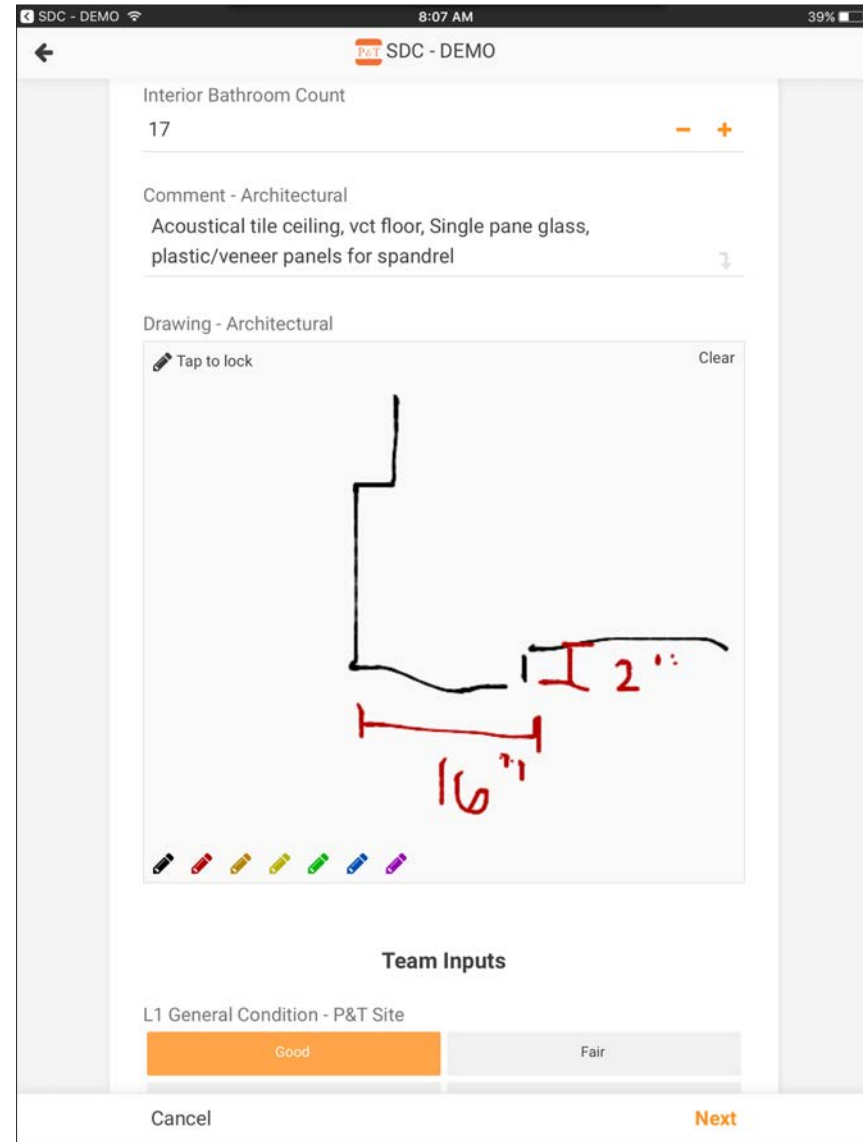 SDC - DEMO 8:07 AM 39%
P&T SDC - DEMO
Interior Bathroom Count
17
Comment - Architectural
Acoustical tile ceiling, vct floor, Single pane glass,
plastic/veneer panels for spandrel
Drawing - Architectural
Tap to lock Clear
2"
16"
Team Inputs
L1 General Condition - P&T Site
Good Fair
Cancel Next